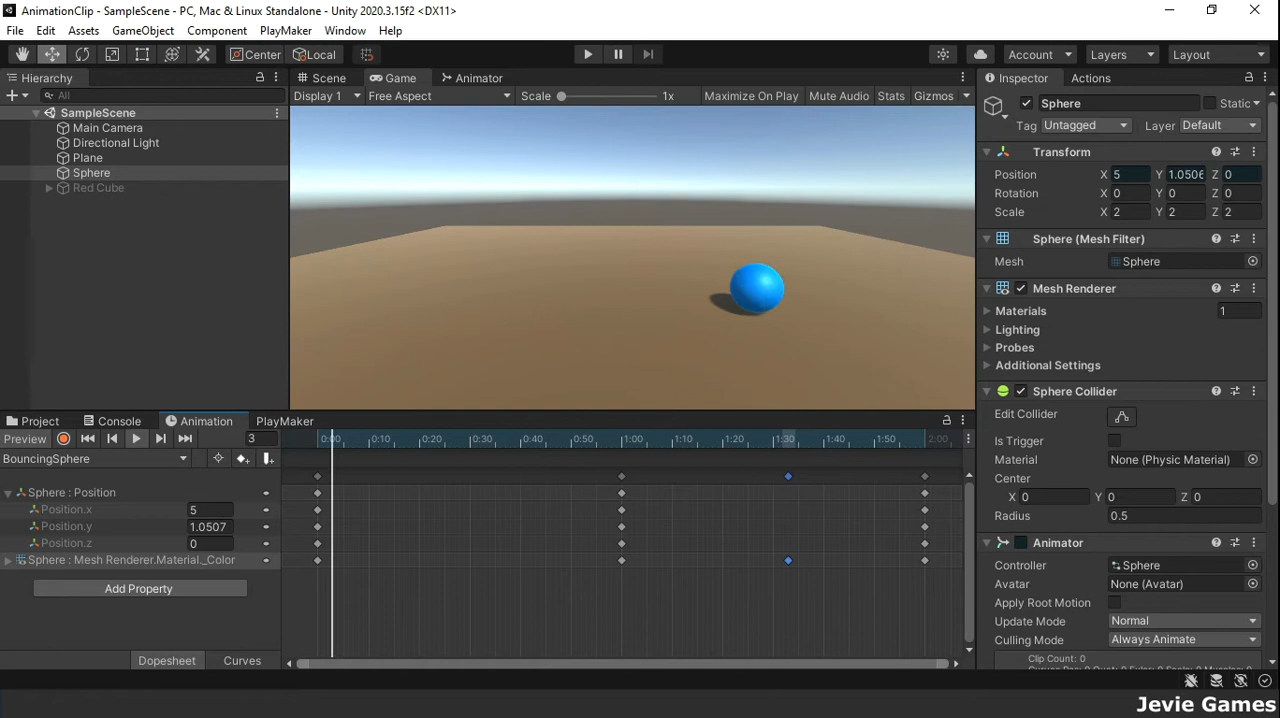 AnimationClip - SampleScene - PC, Mac & Linux Standalone - Unity 2020.3.15f2 <DX11>
File Edit Assets GameObject Component PlayMaker Window Help
Center Local Account Layers Layout
Hierarchy Scene Game Animator Inspector Actions
All Display 1 Free Aspect Scale 1x Maximize On Play Mute Audio Stats Gizmos
Sphere Static
SampleScene
Main Camera
Directional Light
Plane
Sphere
Red Cube
Tag Untagged Layer Default
Transform
Position X 5 Y 1.0506 Z 0
Rotation X 0 Y 0 Z 0
Scale X 2 Y 2 Z 2
Sphere (Mesh Filter)
Mesh Sphere
Mesh Renderer
Materials 1
Lighting
Probes
Additional Settings
Sphere Collider
Edit Collider
Is Trigger
Material None (Physic Material)
Center
X 0 Y 0 Z 0
Radius 0.5
Animator
Controller Sphere
Avatar None (Avatar)
Apply Root Motion
Update Mode Normal
Culling Mode Always Animate
Clip Count: 0
Project Console Animation PlayMaker
Preview 3 0:00 0:10 0:20 0:30 0:40 0:50 1:00 1:10 1:20 1:30 1:40 1:50 2:00
BouncingSphere
Sphere : Position
Position.x 5
Position.y 1.0507
Position.z 0
Sphere : Mesh Renderer.Material._Color
Add Property
Dopesheet Curves
Jevie Games